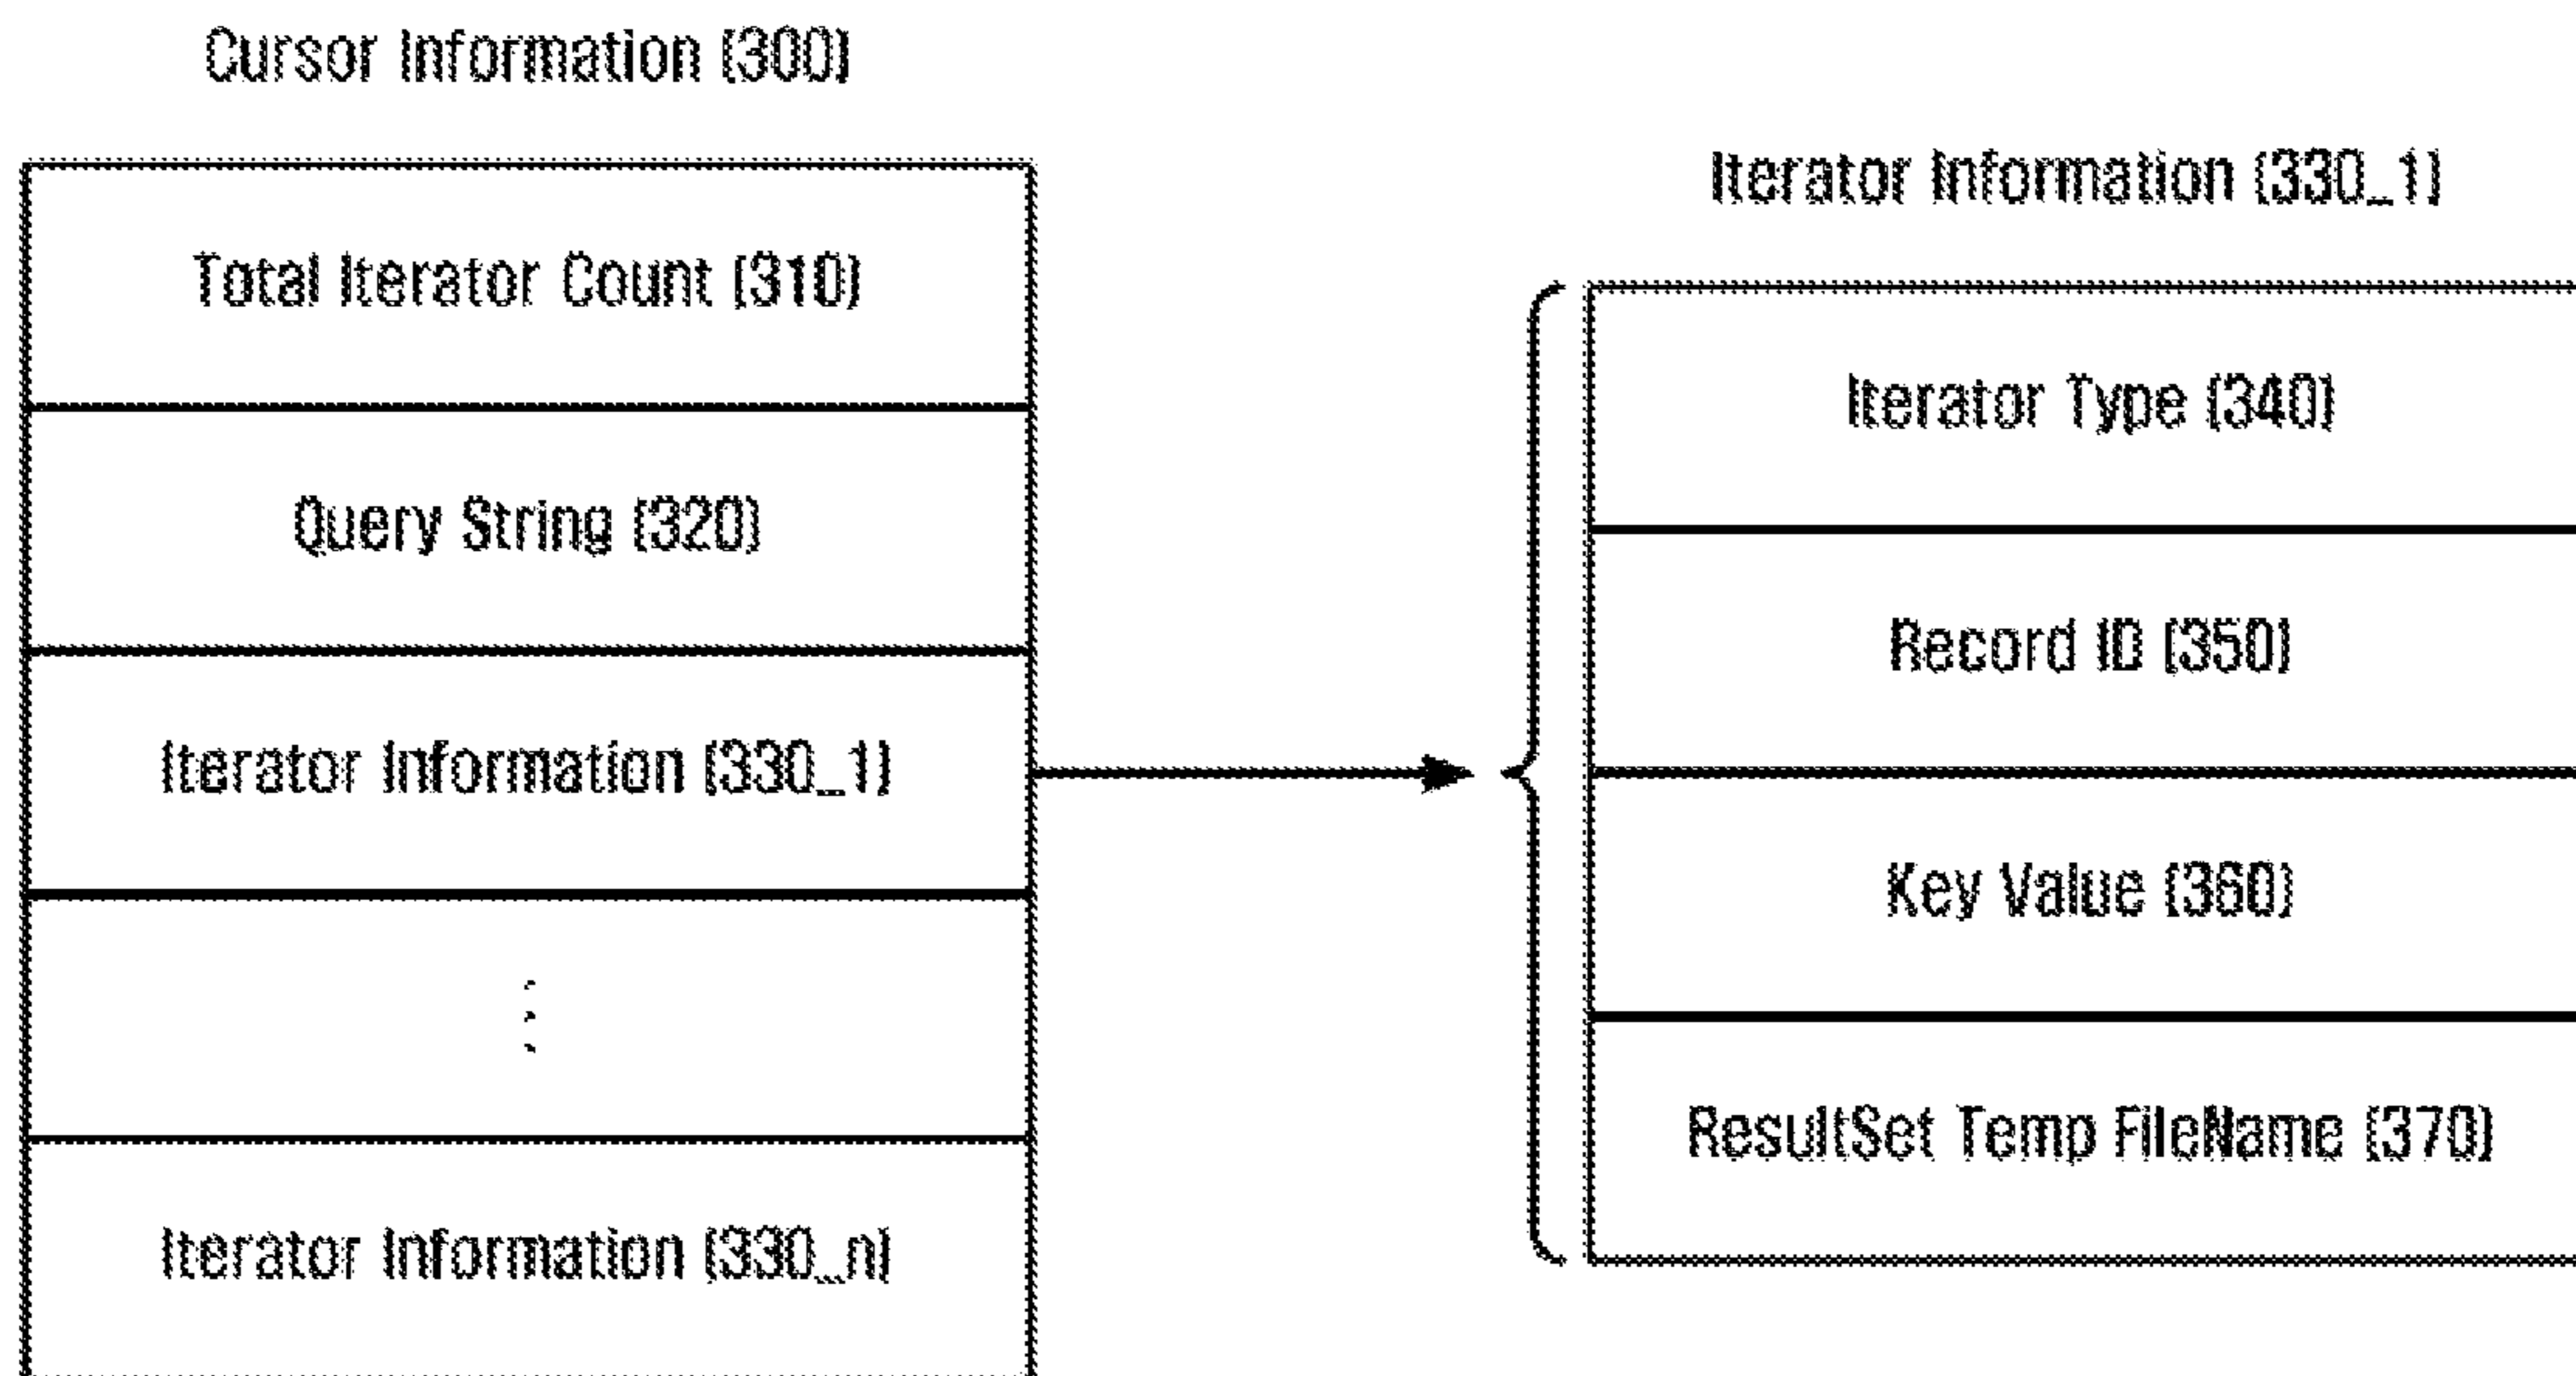 Cursor Information (300)
Total Iterator Count (310)
Query String (320)
Iterator Information (330_1)
⋮
Iterator Information (330_n)
Iterator Information (330_1)
Iterator Type (340)
Record ID (350)
Key Value (360)
ResultSet Temp FileName (370)